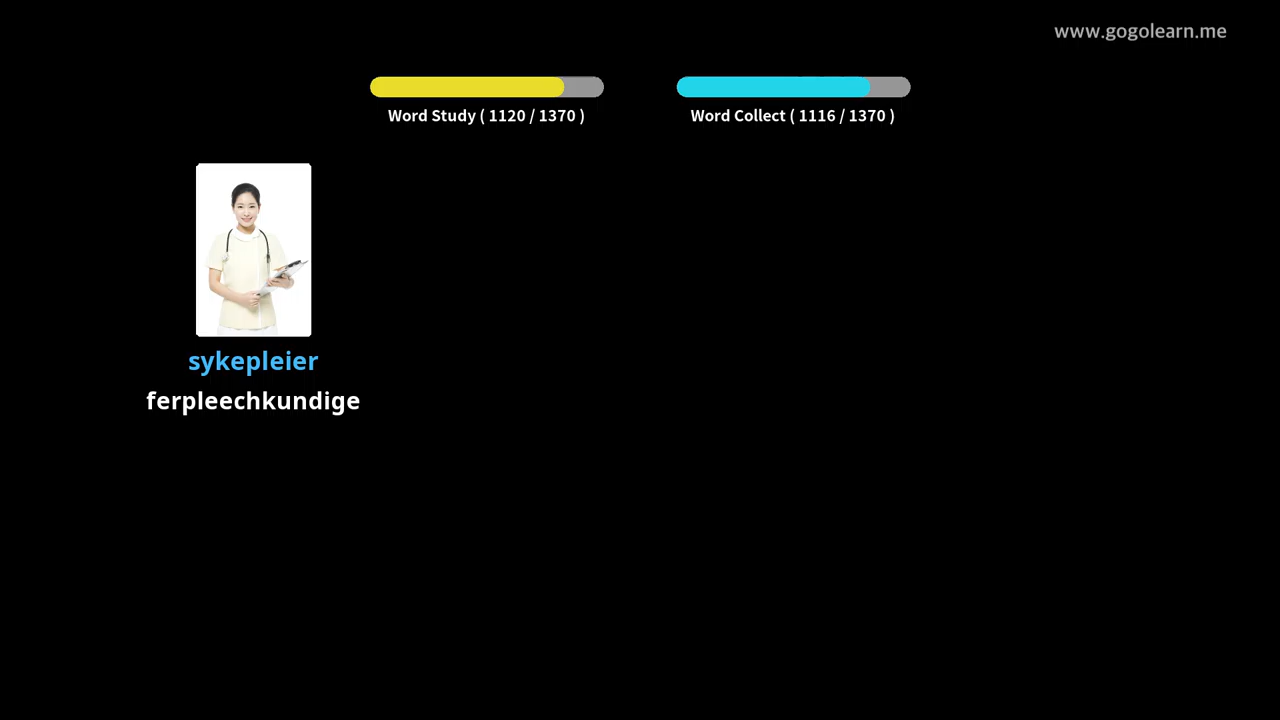 www.gogolearn.me
Word Study ( 1120 / 1370 )
Word Collect ( 1116 / 1370 )
sykepleier
ferpleechkundige